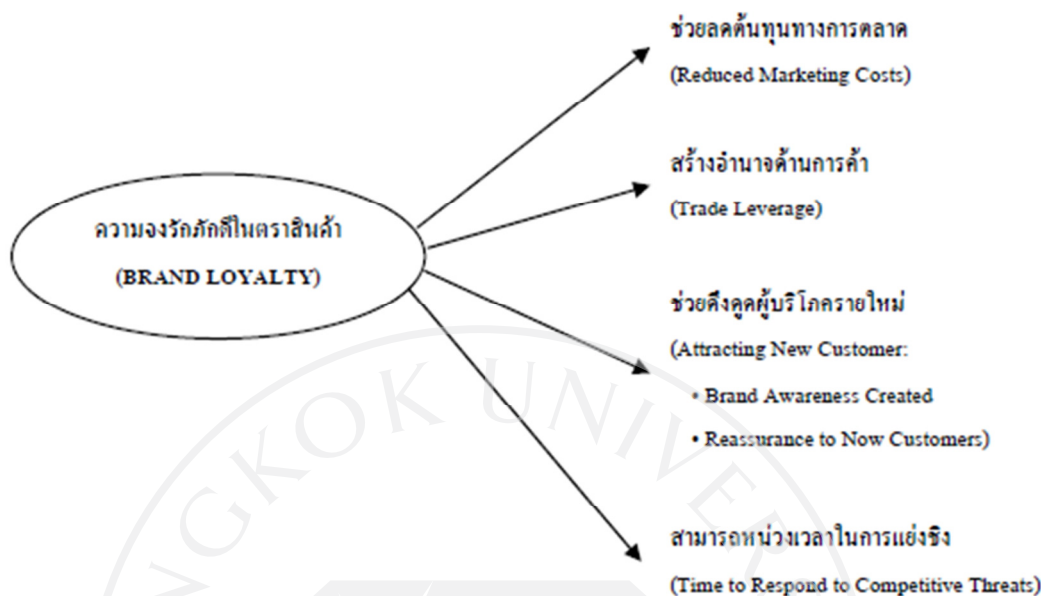 ช่วยลดต้นทุนทางการตลาด
(Reduced Marketing Costs)
สร้างอำนาจด้านการค้า
(Trade Leverage)
ความจงรักภักดีในตราสินค้า
(BRAND LOYALTY)
ช่วยดึงดูดผู้บริโภครายใหม่
(Attracting New Customer:
• Brand Awareness Created
• Reassurance to Now Customers)
สามารถหน่วงเวลาในการแย่งชิง
(Time to Respond to Competitive Threats)
NGKOK UNIVER